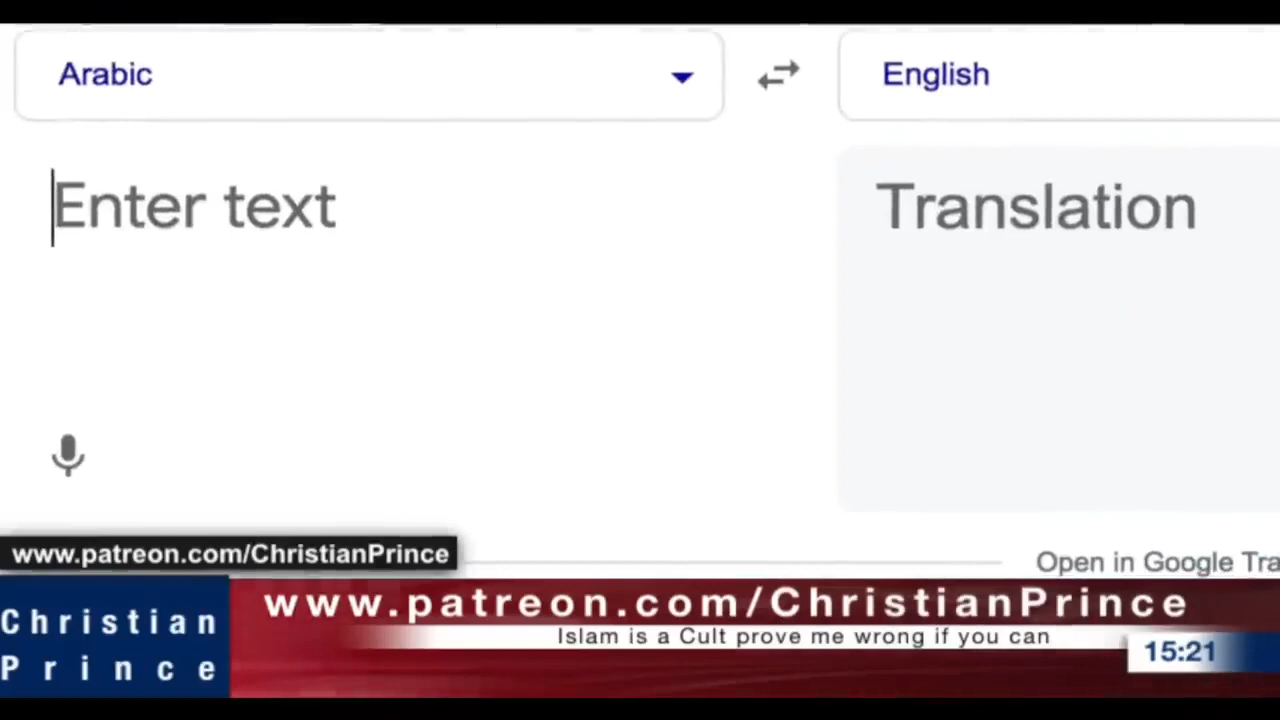 Arabic
English
Enter text
Translation
www.patreon.com/ChristianPrince
Open in Google Tra
www.patreon.com/ChristianPrince
Christian
Prince
Islam is a Cult prove me wrong if you can
15:21